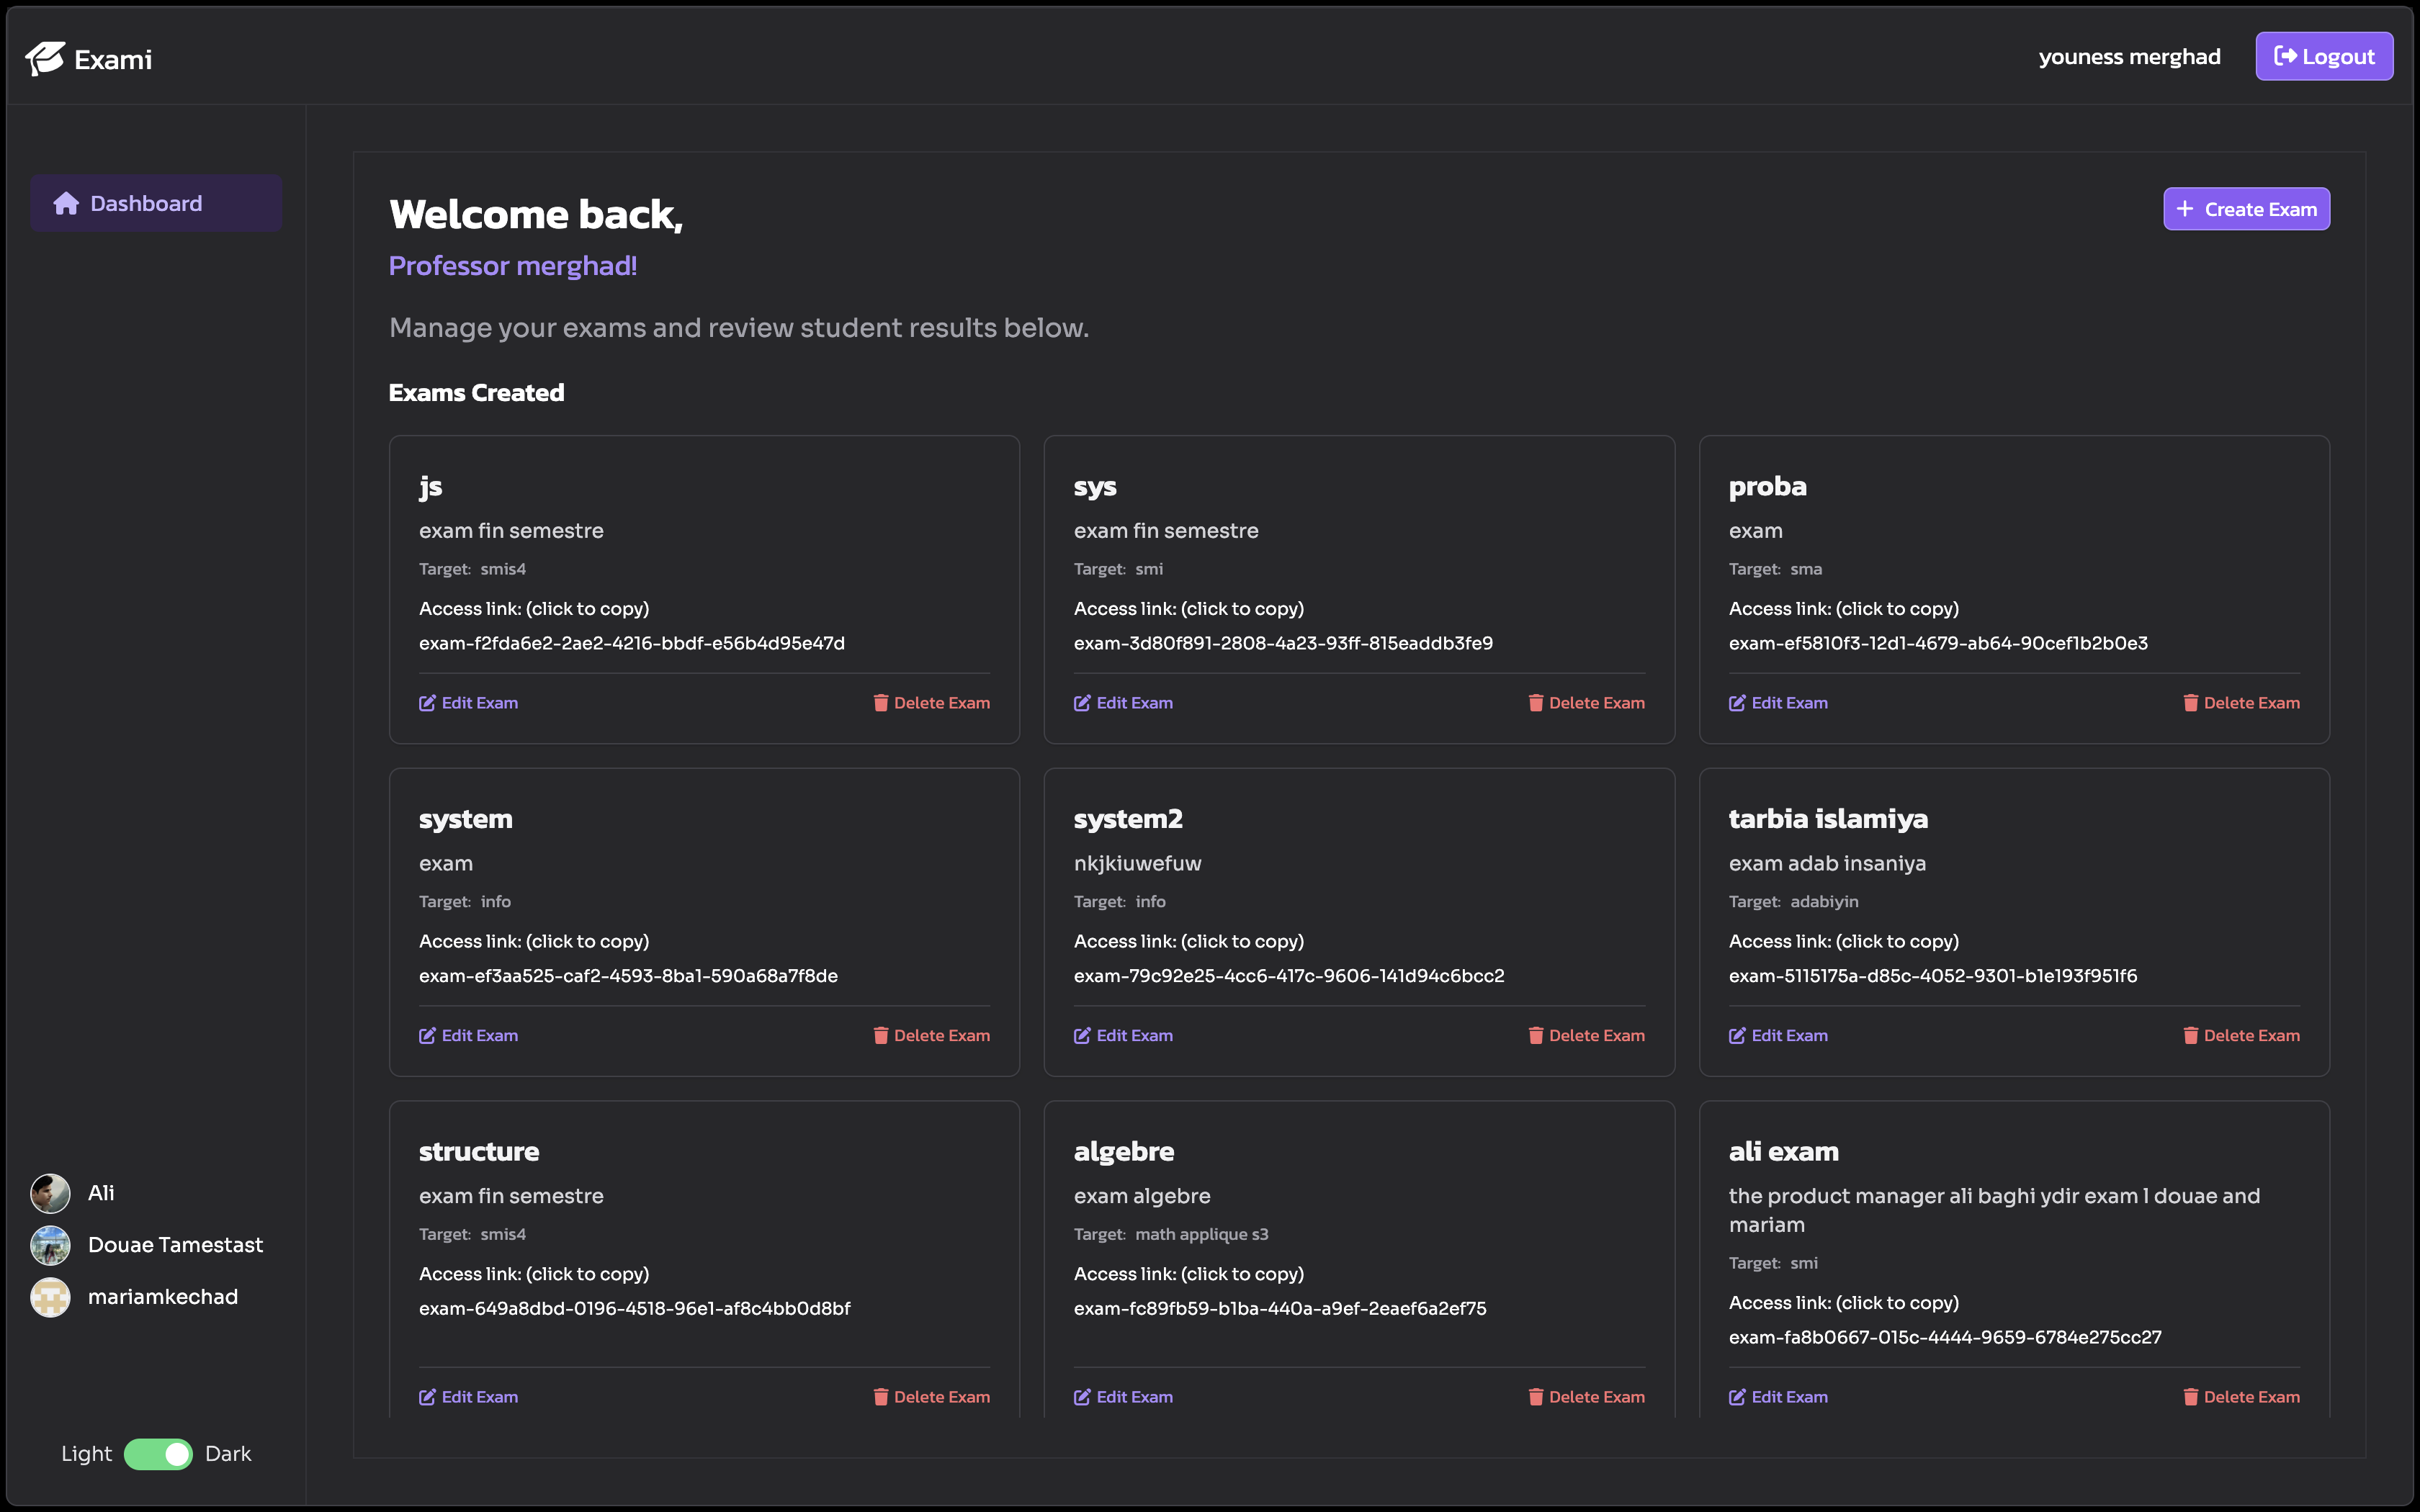 Exami
youness merghad
Logout
Dashboard
Welcome back,
Professor merghad!
Create Exam
Manage your exams and review student results below.
Exams Created
js
exam fin semestre
Target: smis4
Access link: (click to copy)
exam-f2fda6e2-2ae2-4216-bbdf-e56b4d95e47d
Edit Exam
Delete Exam
sys
exam fin semestre
Target: smi
Access link: (click to copy)
exam-3d80f891-2808-4a23-93ff-815eaddb3fe9
Edit Exam
Delete Exam
proba
exam
Target: sma
Access link: (click to copy)
exam-ef5810f3-12d1-4679-ab64-90cef1b2b0e3
Edit Exam
Delete Exam
system
exam
Target: info
Access link: (click to copy)
exam-ef3aa525-caf2-4593-8ba1-590a68a7f8de
Edit Exam
Delete Exam
system2
nkjkiuwefuw
Target: info
Access link: (click to copy)
exam-79c92e25-4cc6-417c-9606-141d94c6bcc2
Edit Exam
Delete Exam
tarbia islamiya
exam adab insaniya
Target: adabiyin
Access link: (click to copy)
exam-5115175a-d85c-4052-9301-b1e193f951f6
Edit Exam
Delete Exam
structure
exam fin semestre
Target: smis4
Access link: (click to copy)
exam-649a8dbd-0196-4518-96e1-af8c4bb0d8bf
Edit Exam
Delete Exam
algebre
exam algebre
Target: math applique s3
Access link: (click to copy)
exam-fc89fb59-b1ba-440a-a9ef-2eaef6a2ef75
Edit Exam
Delete Exam
ali exam
the product manager ali baghi ydir exam l douae and
mariam
Target: smi
Access link: (click to copy)
exam-fa8b0667-015c-4444-9659-6784e275cc27
Edit Exam
Delete Exam
Ali
Douae Tamestast
mariamkechad
Light
Dark